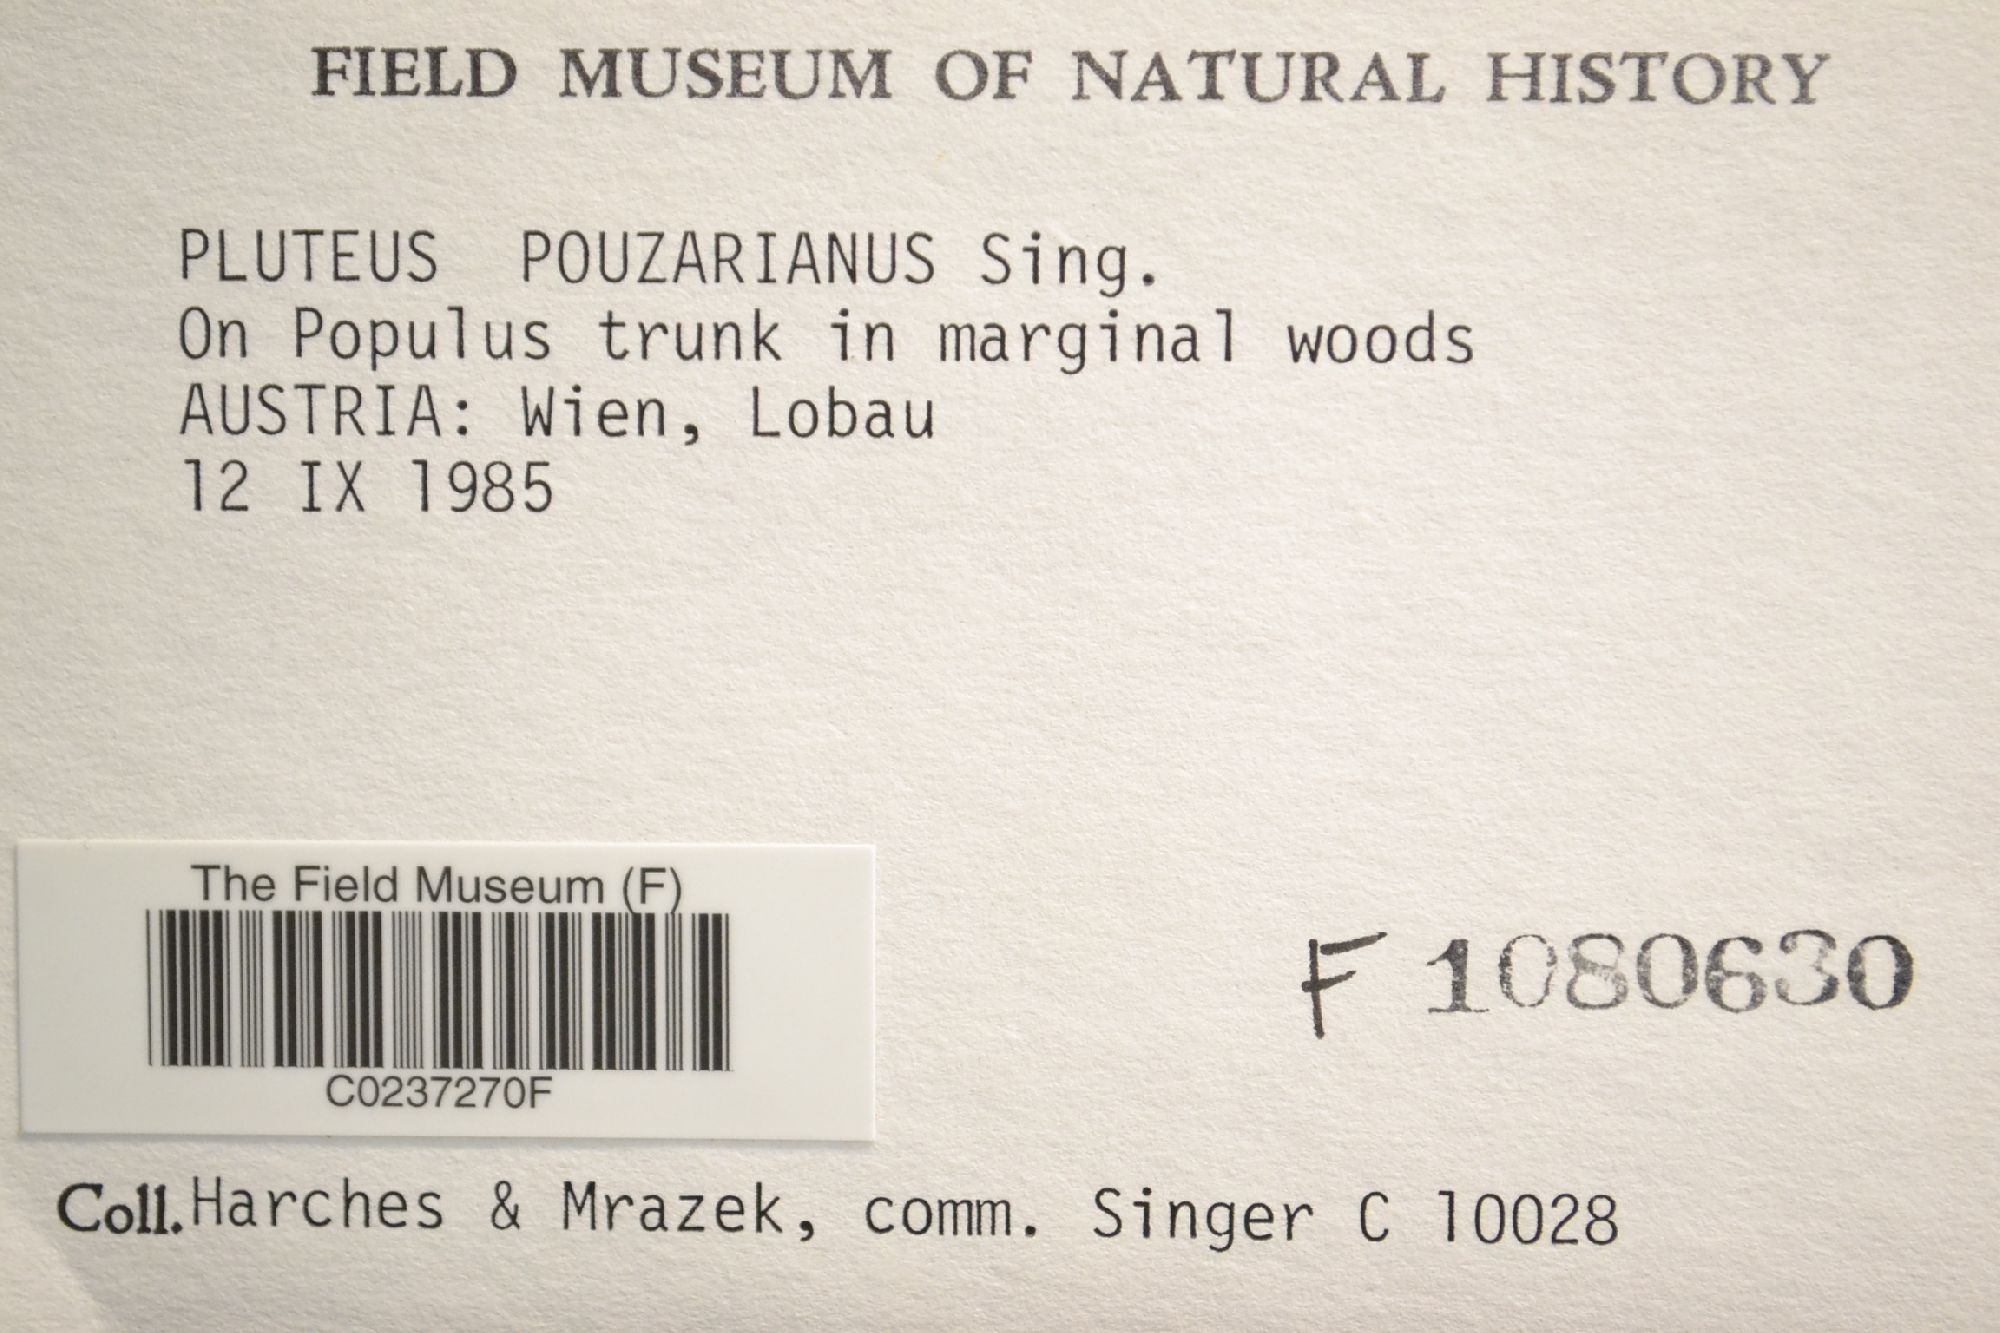 FIELD MUSEUM OF NATURAL HISTORY
PLUTEUS POUZARIANUS Sing.
On Populus trunk in marginal woods
AUSTRIA: Wien, Lobau
12 IX 1985
The Field Museum (F)
C0237270F
F 1080630
Coll. Harches & Mrazek, comm. Singer C 10028